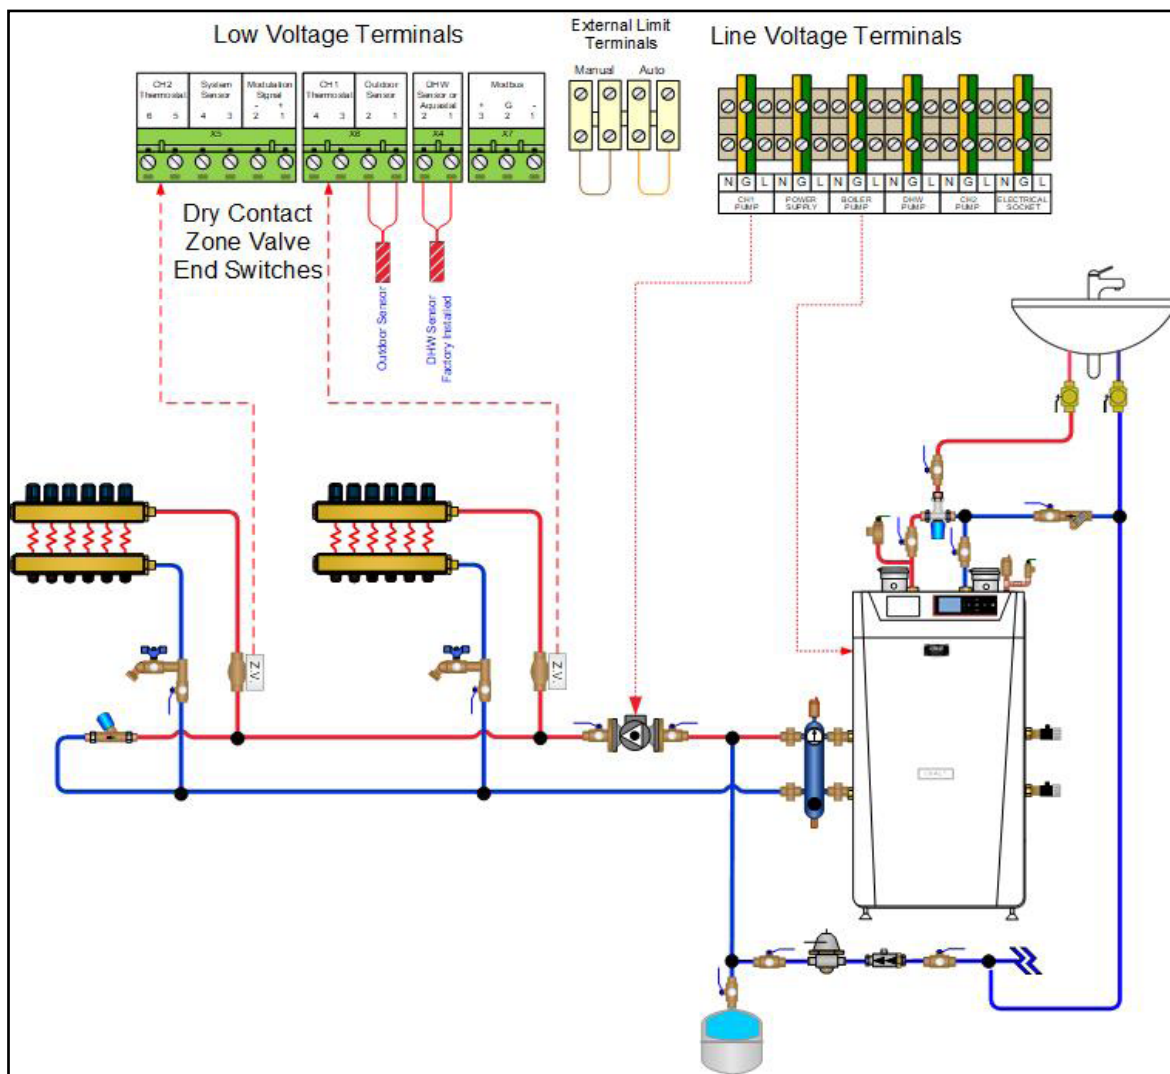 Low Voltage Terminals
External Limit
Terminals
Line Voltage Terminals
Manual Auto
CH2
Thermostat
6 5
System
Sensor
4 3
Modulation
Signal
- +
2 1
X5
CH1
Thermostat
4 3
Outdoor
Sensor
2 1
X6
DHW
Sensor or
Aquastat
2 1
X4
Modbus
+ G -
3 2 1
X7
N G L N G L N G L N G L N G L N G L
CH1
PUMP
POWER
SUPPLY
BOILER
PUMP
DHW
PUMP
CH2
PUMP
ELECTRICAL
SOCKET
Dry Contact
Zone Valve
End Switches
Outdoor Sensor
DHW Sensor
Factory Installed
Z.V.
Z.V.